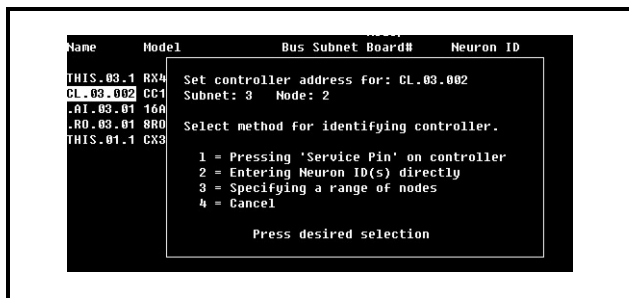 Name Model Bus Subnet Board# Neuron ID
THIS.03.1 RX4
CL.03.002 CC1
.AI.03.01 16A
.RO.03.01 8RO
THIS.01.1 CX3
Set controller address for: CL.03.002
Subnet: 3 Node: 2
Select method for identifying controller.
1 = Pressing 'Service Pin' on controller
2 = Entering Neuron ID(s) directly
3 = Specifying a range of nodes
4 = Cancel
Press desired selection